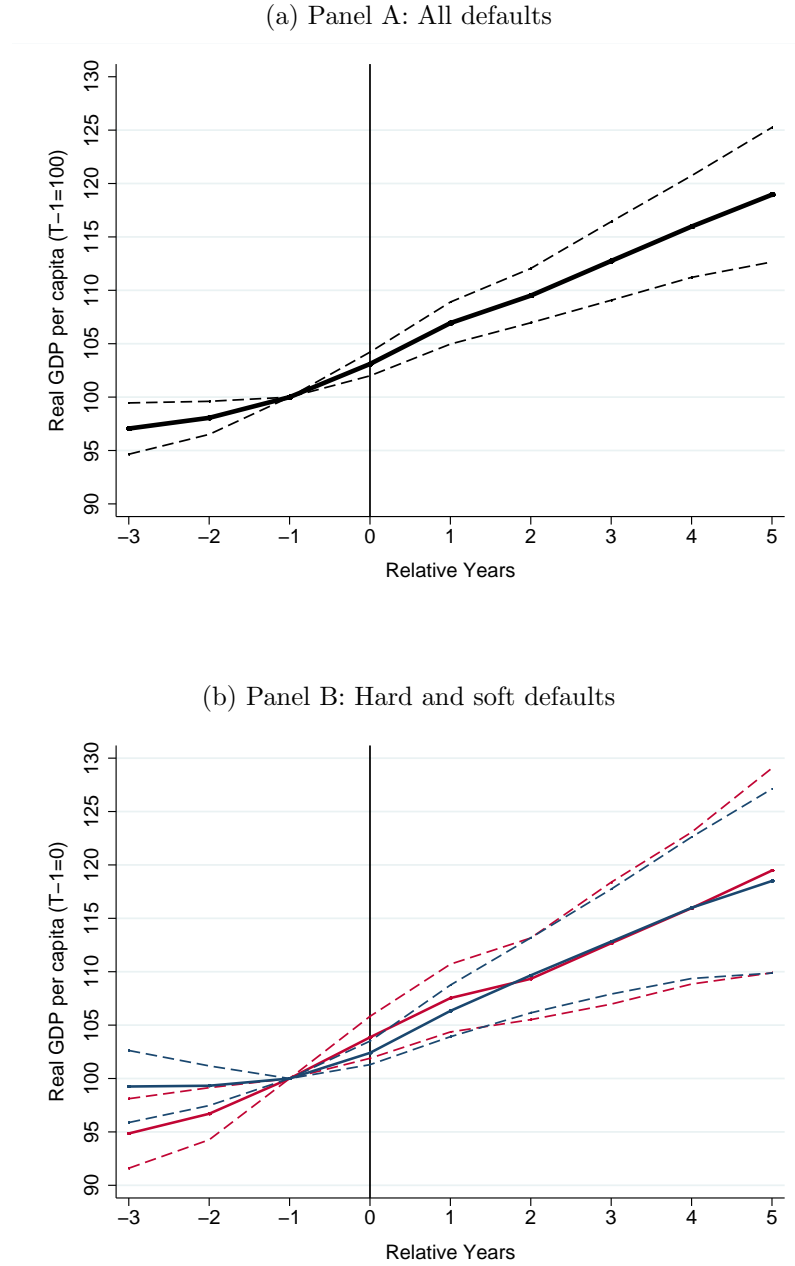 (a) Panel A: All defaults
Real GDP per capita (T−1=100)
130
125
120
115
110
105
100
95
90
−3 −2 −1 0 1 2 3 4 5
Relative Years
(b) Panel B: Hard and soft defaults
Real GDP per capita (T−1=0)
130
125
120
115
110
105
100
95
90
−3 −2 −1 0 1 2 3 4 5
Relative Years